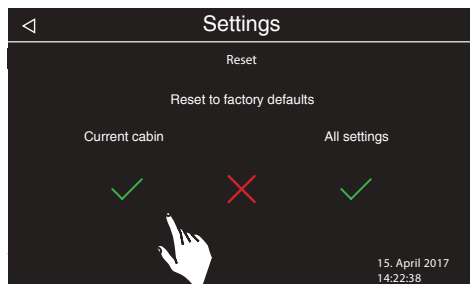 Settings
Reset
Reset to factory defaults
Current cabin
All settings
15. April 2017
14:22:38